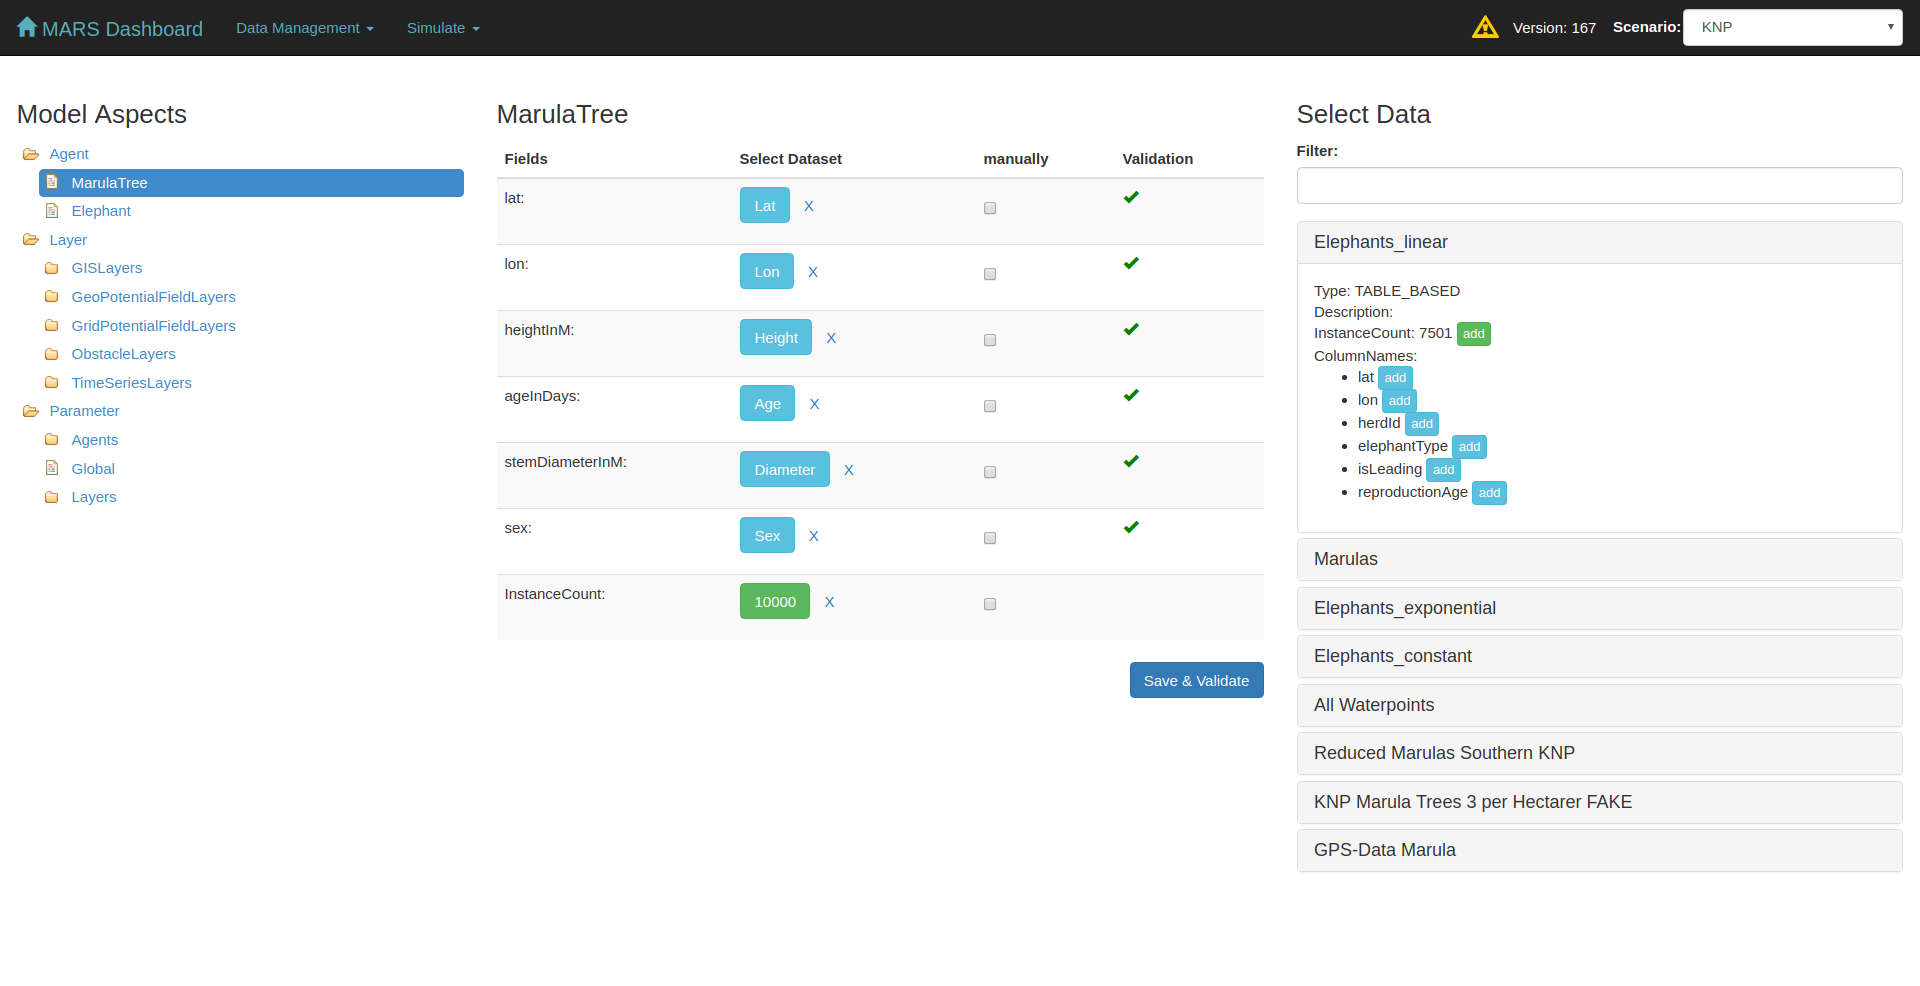 MARS Dashboard Data Management Simulate Version: 167 Scenario: KNP
Model Aspects
Agent
MarulaTree
Elephant
Layer
GISLayers
GeoPotentialFieldLayers
GridPotentialFieldLayers
ObstacleLayers
TimeSeriesLayers
Parameter
Agents
Global
Layers
MarulaTree
Fields Select Dataset manually Validation
lat: Lat X
lon: Lon X
heightInM: Height X
ageInDays: Age X
stemDiameterInM: Diameter X
sex: Sex X
InstanceCount: 10000 X
Save & Validate
Select Data
Filter:
Elephants_linear
Type: TABLE_BASED
Description:
InstanceCount: 7501 add
ColumnNames:
• lat add
• lon add
• herdId add
• elephantType add
• isLeading add
• reproductionAge add
Marulas
Elephants_exponential
Elephants_constant
All Waterpoints
Reduced Marulas Southern KNP
KNP Marula Trees 3 per Hectarer FAKE
GPS-Data Marula